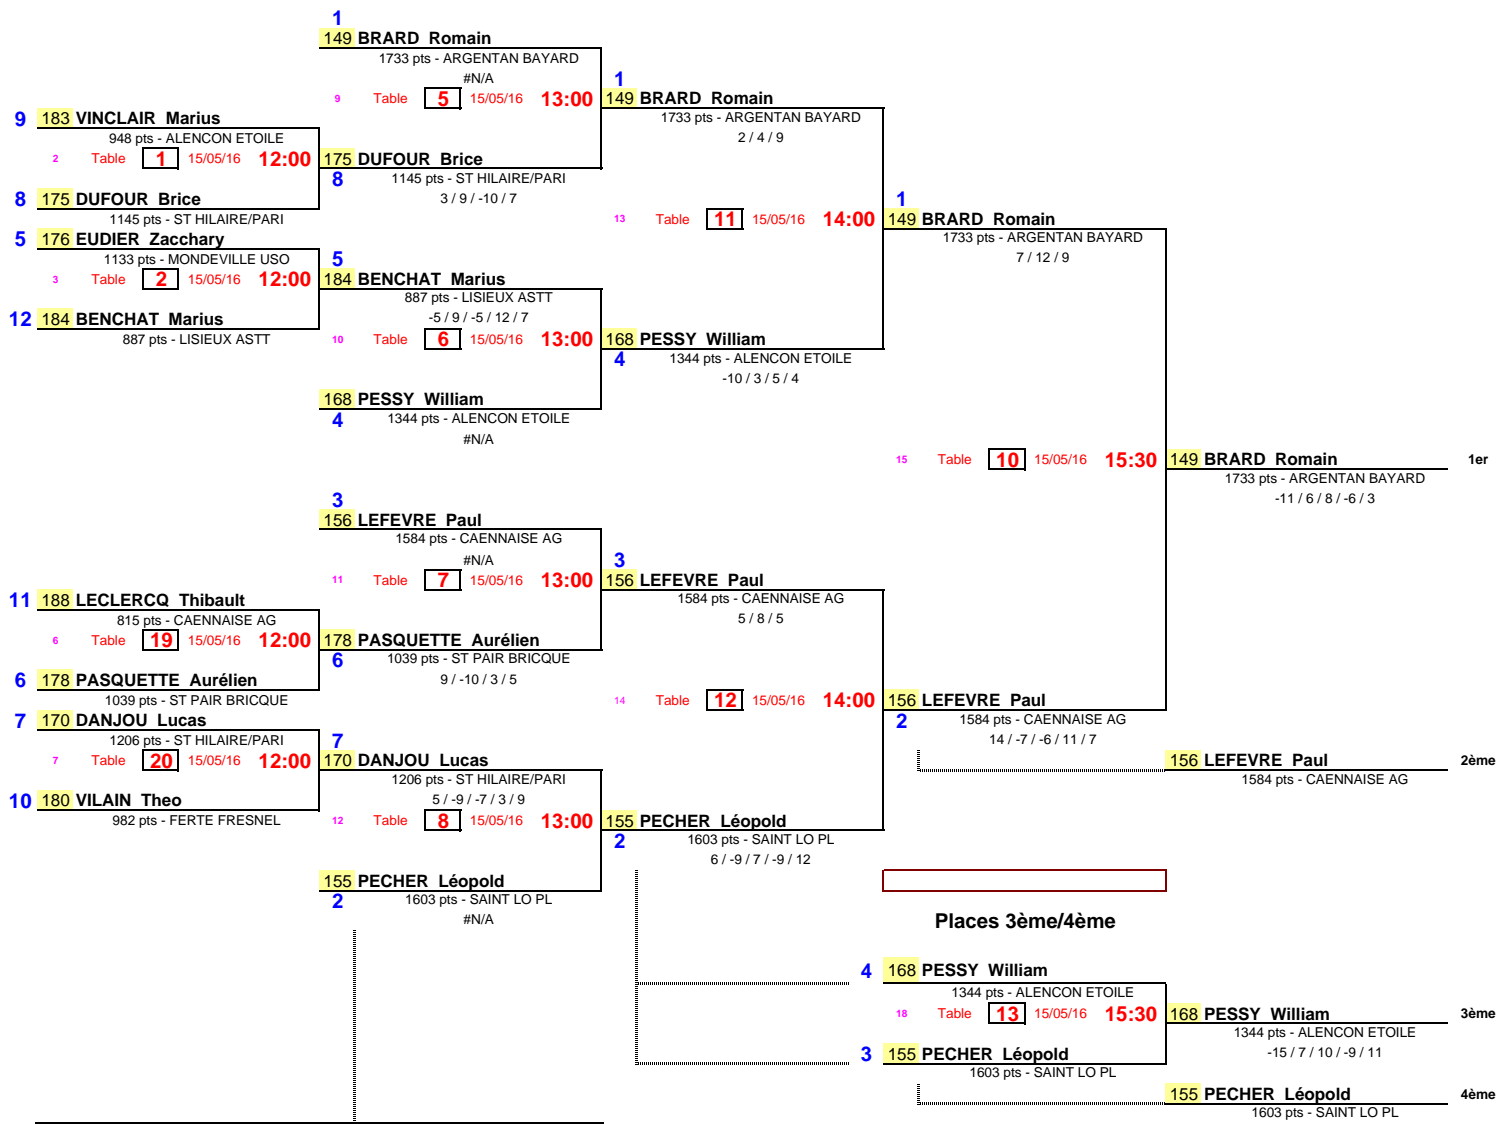 1
149 BRARD Romain
1733 pts - ARGENTAN BAYARD
#N/A
9 Table 5 15/05/16 13:00
1
149 BRARD Romain
1733 pts - ARGENTAN BAYARD
2 / 4 / 9
9 183 VINCLAIR Marius
948 pts - ALENCON ETOILE
2 Table 1 15/05/16 12:00
175 DUFOUR Brice
8
1145 pts - ST HILAIRE/PARI
3 / 9 / -10 / 7
8 175 DUFOUR Brice
1145 pts - ST HILAIRE/PARI
13 Table 11 15/05/16 14:00
1
149 BRARD Romain
1733 pts - ARGENTAN BAYARD
7 / 12 / 9
5 176 EUDIER Zacchary
1133 pts - MONDEVILLE USO
3 Table 2 15/05/16 12:00
5
184 BENCHAT Marius
887 pts - LISIEUX ASTT
-5 / 9 / -5 / 12 / 7
12 184 BENCHAT Marius
887 pts - LISIEUX ASTT
10 Table 6 15/05/16 13:00
168 PESSY William
4
1344 pts - ALENCON ETOILE
-10 / 3 / 5 / 4
168 PESSY William
4
1344 pts - ALENCON ETOILE
#N/A
15 Table 10 15/05/16 15:30
149 BRARD Romain 1er
1733 pts - ARGENTAN BAYARD
-11 / 6 / 8 / -6 / 3
3
156 LEFEVRE Paul
1584 pts - CAENNAISE AG
#N/A
11 Table 7 15/05/16 13:00
3
156 LEFEVRE Paul
1584 pts - CAENNAISE AG
5 / 8 / 5
11 188 LECLERCQ Thibault
815 pts - CAENNAISE AG
6 Table 19 15/05/16 12:00
178 PASQUETTE Aurélien
6
1039 pts - ST PAIR BRICQUE
9 / -10 / 3 / 5
6 178 PASQUETTE Aurélien
1039 pts - ST PAIR BRICQUE
14 Table 12 15/05/16 14:00
156 LEFEVRE Paul
2
1584 pts - CAENNAISE AG
14 / -7 / -6 / 11 / 7
7 170 DANJOU Lucas
1206 pts - ST HILAIRE/PARI
7 Table 20 15/05/16 12:00
7
170 DANJOU Lucas
1206 pts - ST HILAIRE/PARI
5 / -9 / -7 / 3 / 9
156 LEFEVRE Paul 2ème
1584 pts - CAENNAISE AG
10 180 VILAIN Theo
982 pts - FERTE FRESNEL
12 Table 8 15/05/16 13:00
155 PECHER Léopold
2
1603 pts - SAINT LO PL
6 / -9 / 7 / -9 / 12
155 PECHER Léopold
2
1603 pts - SAINT LO PL
#N/A
Places 3ème/4ème
4 168 PESSY William
1344 pts - ALENCON ETOILE
18 Table 13 15/05/16 15:30
168 PESSY William 3ème
1344 pts - ALENCON ETOILE
-15 / 7 / 10 / -9 / 11
3 155 PECHER Léopold
1603 pts - SAINT LO PL
155 PECHER Léopold 4ème
1603 pts - SAINT LO PL